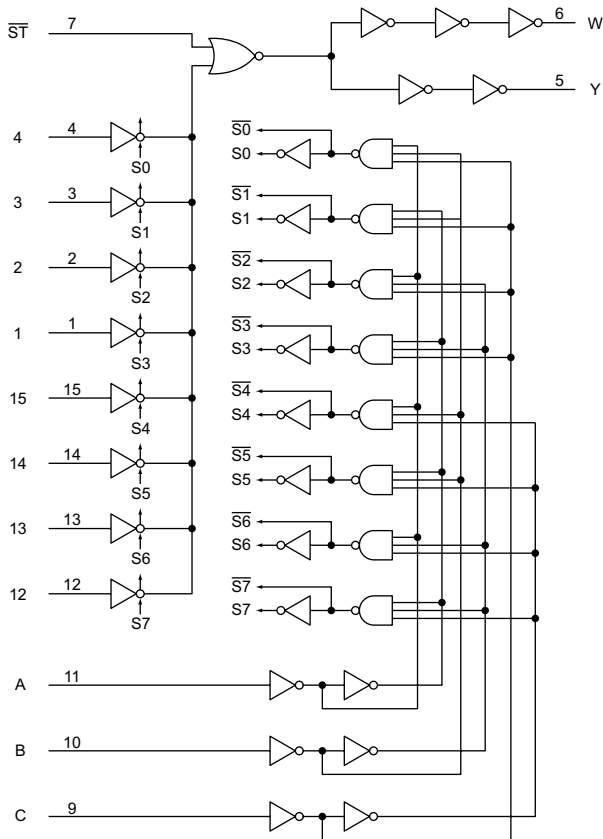 S̅T̅ 7
6 W
5 Y
4 4
S0
3 3
S1
2 2
S2
1 1
S3
15 15
S4
14 14
S5
13 13
S6
12 12
S7
S̅0̅
S0
S̅1̅
S1
S̅2̅
S2
S̅3̅
S3
S̅4̅
S4
S̅5̅
S5
S̅6̅
S6
S̅7̅
S7
A 11
B 10
C 9